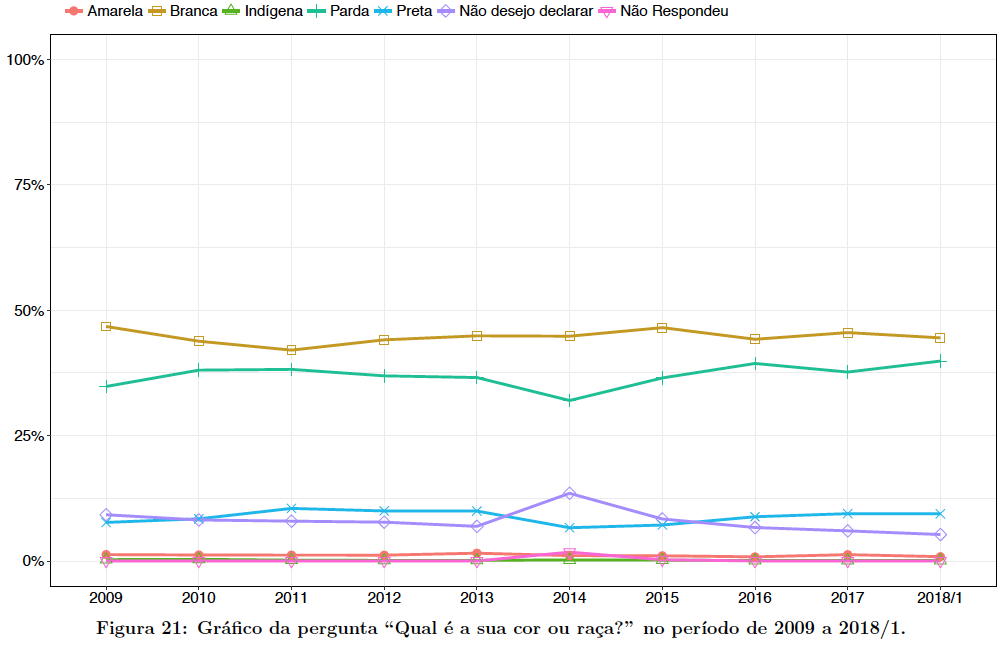 Amarela Branca Indígena Parda Preta Não desejo declarar Não Respondeu
100%
75%
50%
25%
0%
2009 2010 2011 2012 2013 2014 2015 2016 2017 2018/1
Figura 21: Gráfico da pergunta “Qual é a sua cor ou raça?” no período de 2009 a 2018/1.